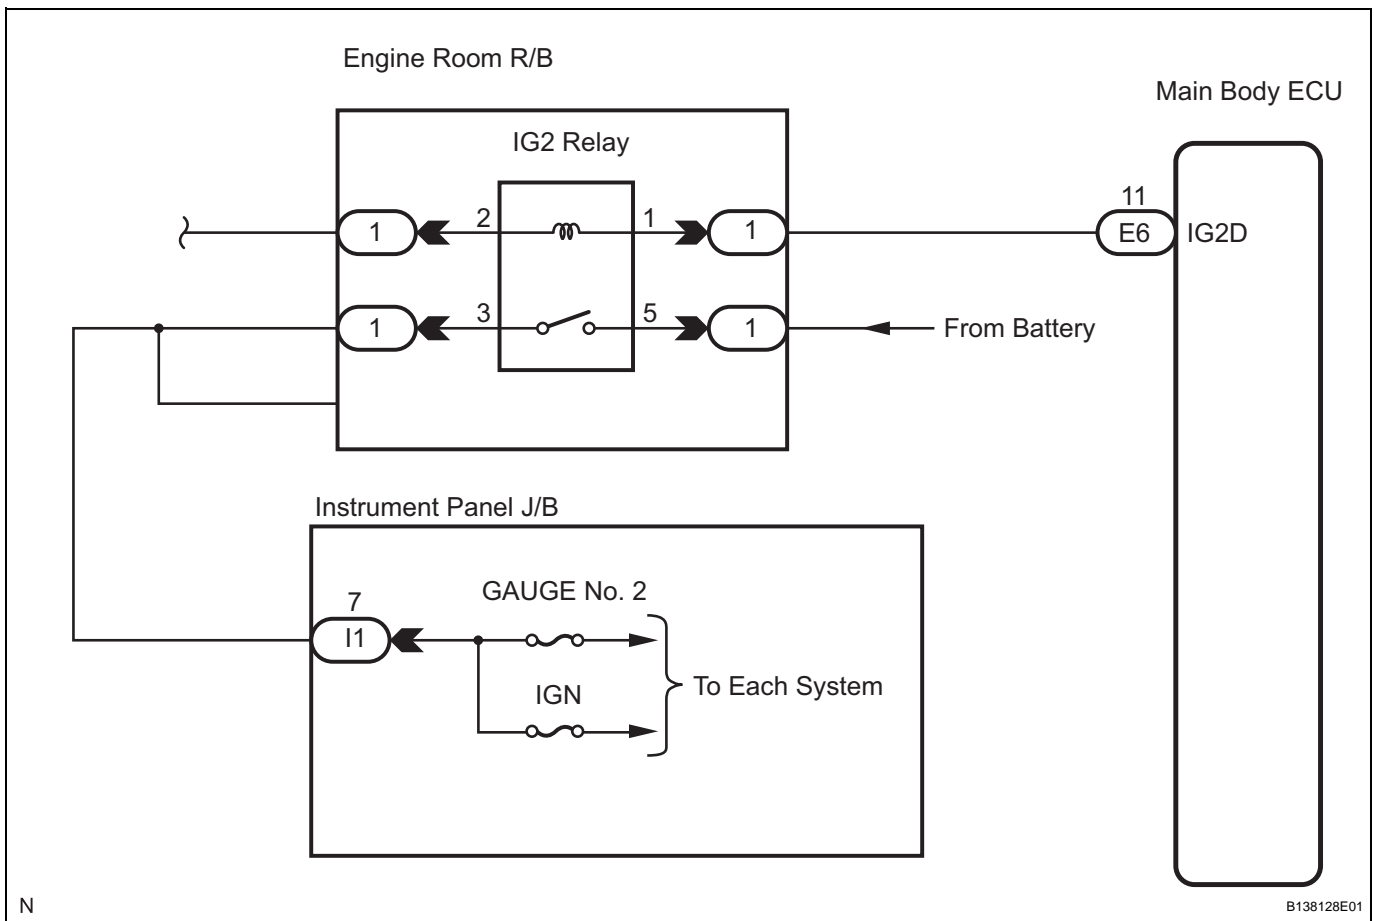 Engine Room R/B
Main Body ECU
IG2 Relay
1
2
1
1
11
E6
IG2D
1
3
5
1
From Battery
Instrument Panel J/B
7
I1
GAUGE No. 2
IGN
To Each System
N
B138128E01